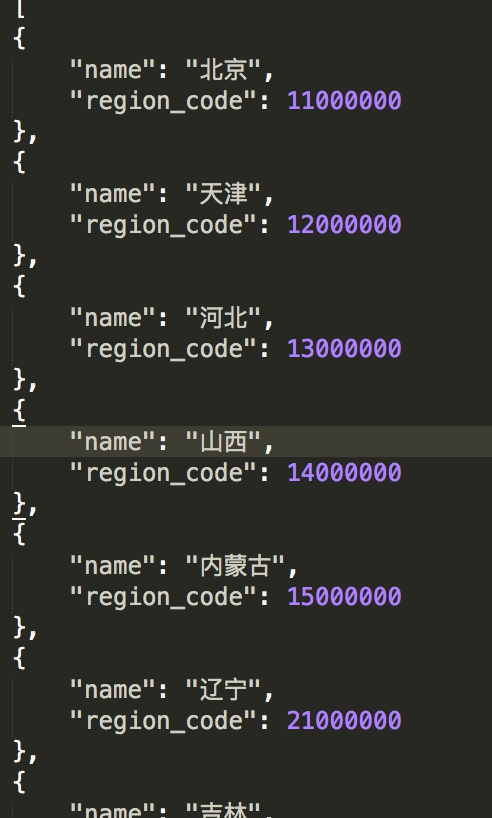 [
{
"name": "北京",
"region_code": 11000000
},
{
"name": "天津",
"region_code": 12000000
},
{
"name": "河北",
"region_code": 13000000
},
{
"name": "山西",
"region_code": 14000000
},
{
"name": "内蒙古",
"region_code": 15000000
},
{
"name": "辽宁",
"region_code": 21000000
},
{
"name": "吉林",